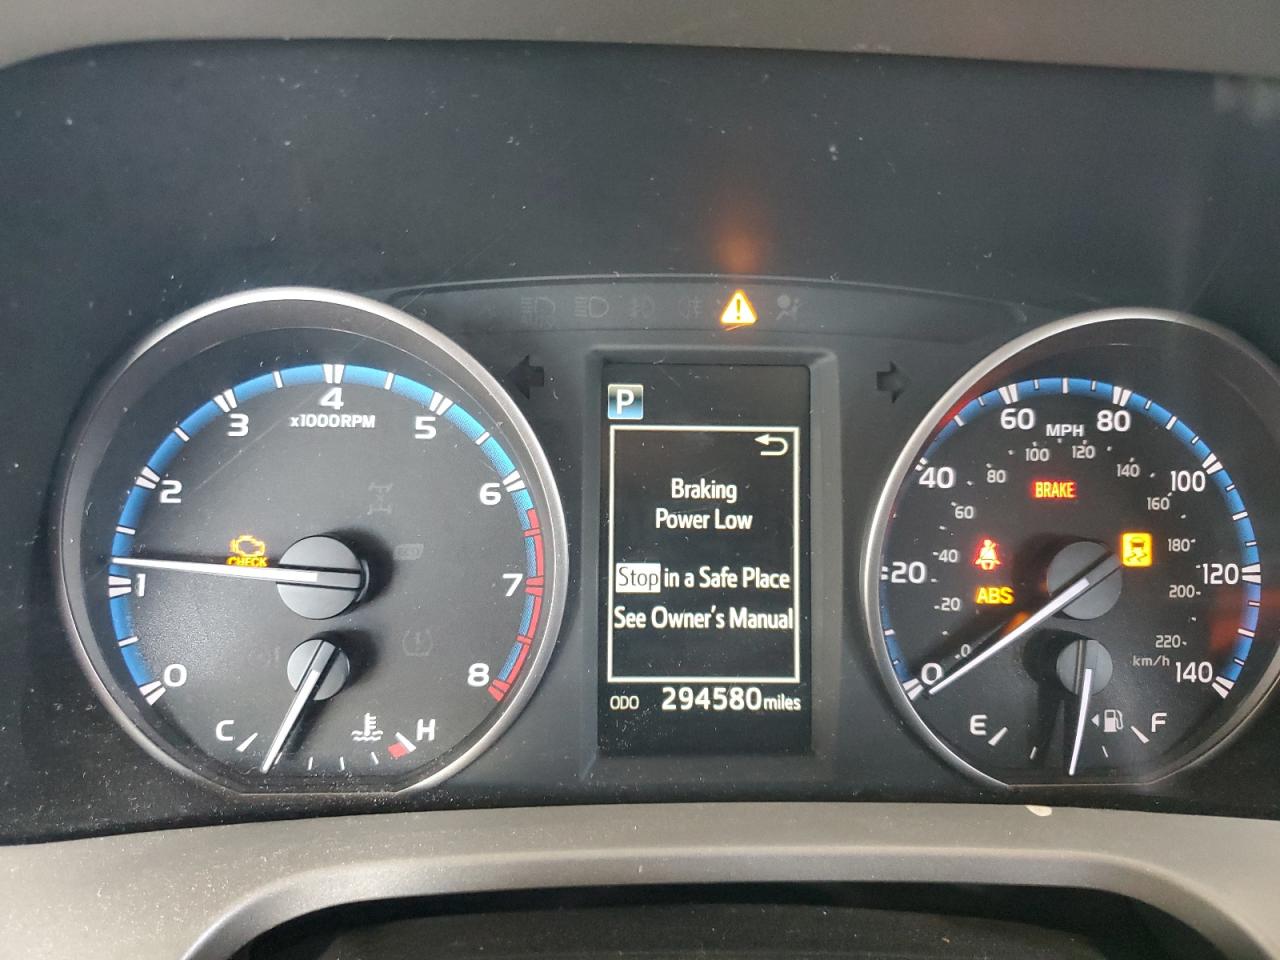 4
x1000RPM
3
5
2
6
CHECK
1
7
0
8
C
H
P
Braking
Power Low
Stop in a Safe Place
See Owner's Manual
ODO 294580 miles
60
MPH
80
100
120
40
80
140
100
BRAKE
60
160
40
180
20
120
ABS
20
200
0
0
220
km/h
140
E
F